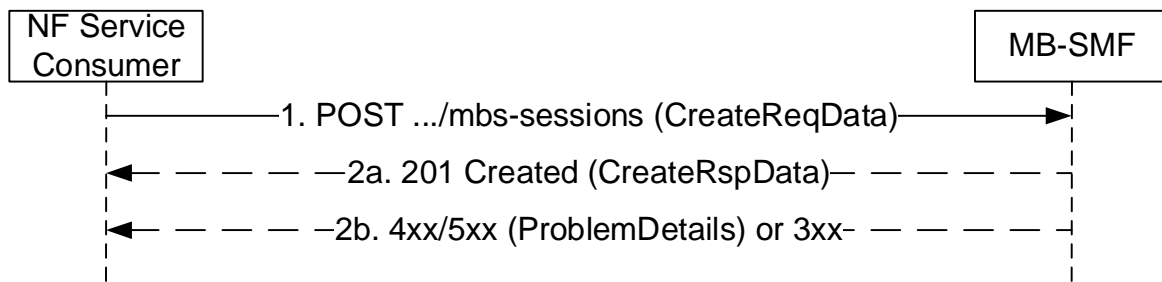 NF Service
Consumer
MB-SMF
1. POST .../mbs-sessions (CreateReqData)
2a. 201 Created (CreateRspData)
2b. 4xx/5xx (ProblemDetails) or 3xx